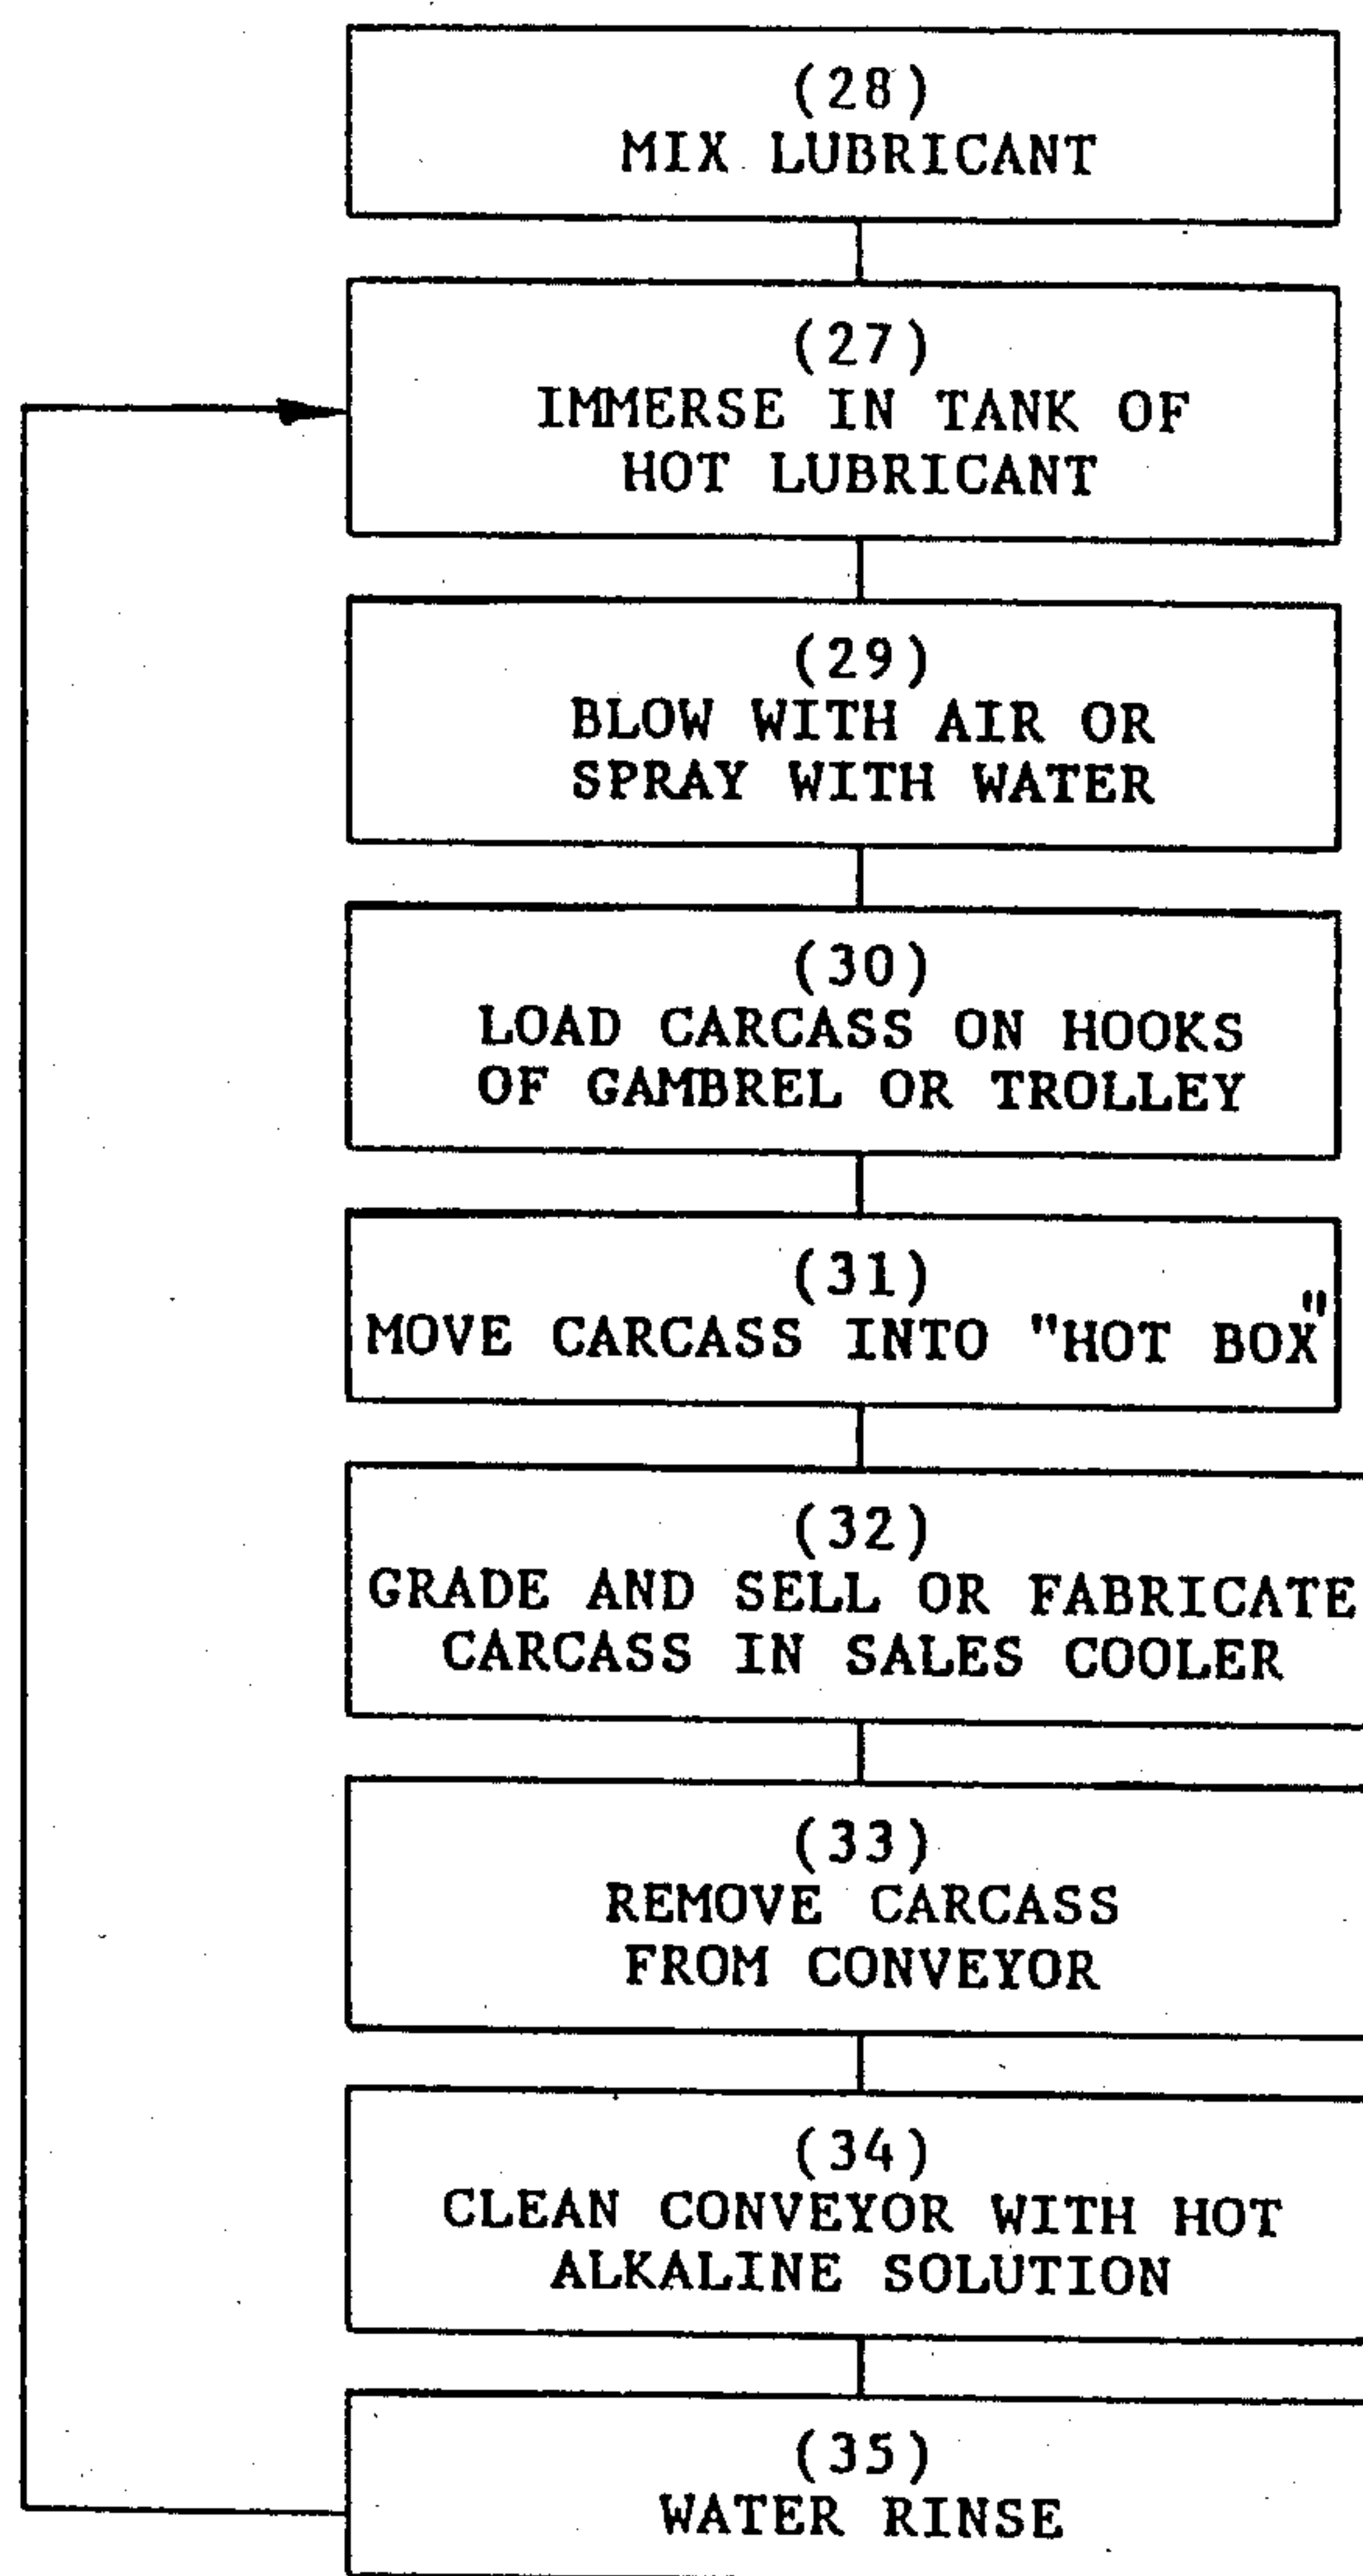 (28)
MIX LUBRICANT
(27)
IMMERSE IN TANK OF
HOT LUBRICANT
(29)
BLOW WITH AIR OR
SPRAY WITH WATER
(30)
LOAD CARCASS ON HOOKS
OF GAMBREL OR TROLLEY
(31)
MOVE CARCASS INTO "HOT BOX"
(32)
GRADE AND SELL OR FABRICATE
CARCASS IN SALES COOLER
(33)
REMOVE CARCASS
FROM CONVEYOR
(34)
CLEAN CONVEYOR WITH HOT
ALKALINE SOLUTION
(35)
WATER RINSE